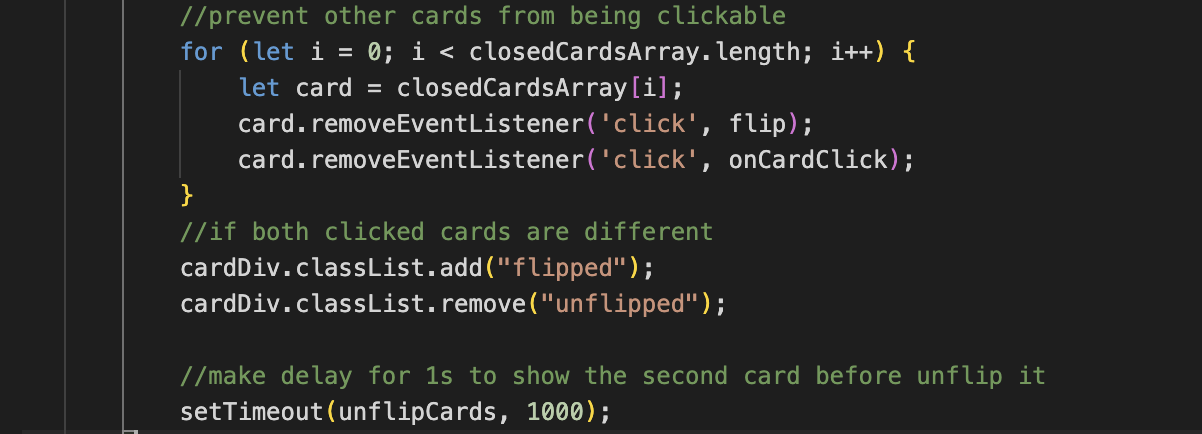 //prevent other cards from being clickable
for (let i = 0; i < closedCardsArray.length; i++) {
let card = closedCardsArray[i];
card.removeEventListener('click', flip);
card.removeEventListener('click', onCardClick);
}
//if both clicked cards are different
cardDiv.classList.add("flipped");
cardDiv.classList.remove("unflipped");
//make delay for 1s to show the second card before unflip it
setTimeout(unflipCards, 1000);